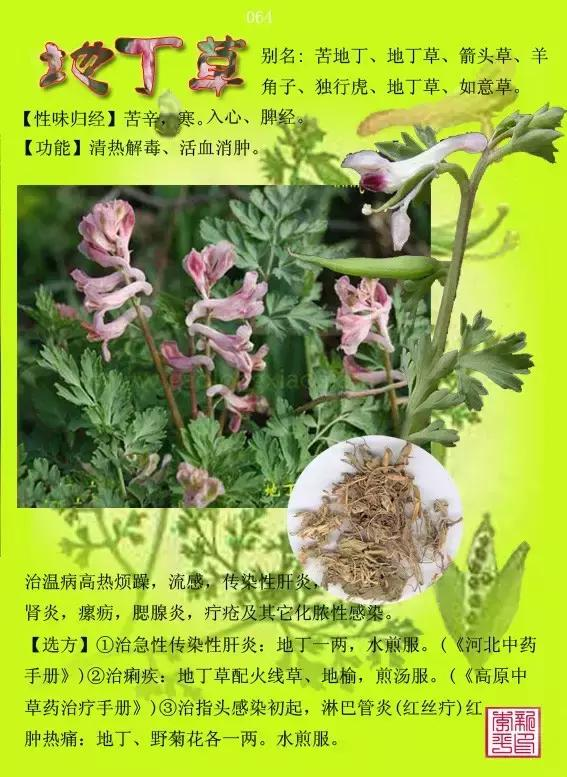 064
地丁草
别名: 苦地丁、地丁草、箭头草、羊
角子、独行虎、地丁草、如意草。
【性味归经】苦辛，寒。入心、脾经。
【功能】清热解毒、活血消肿。
地丁
治温病高热烦躁，流感，传染性肝炎，
肾炎，瘰疬，腮腺炎，疔疮及其它化脓性感染。
【选方】①治急性传染性肝炎：地丁一两，水煎服。(《河北中药
手册》)②治痢疾：地丁草配火线草、地榆，煎汤服。(《高原中
草药治疗手册》)③治指头感染初起，淋巴管炎(红丝疔)红
肿热痛：地丁、野菊花各一两。水煎服。